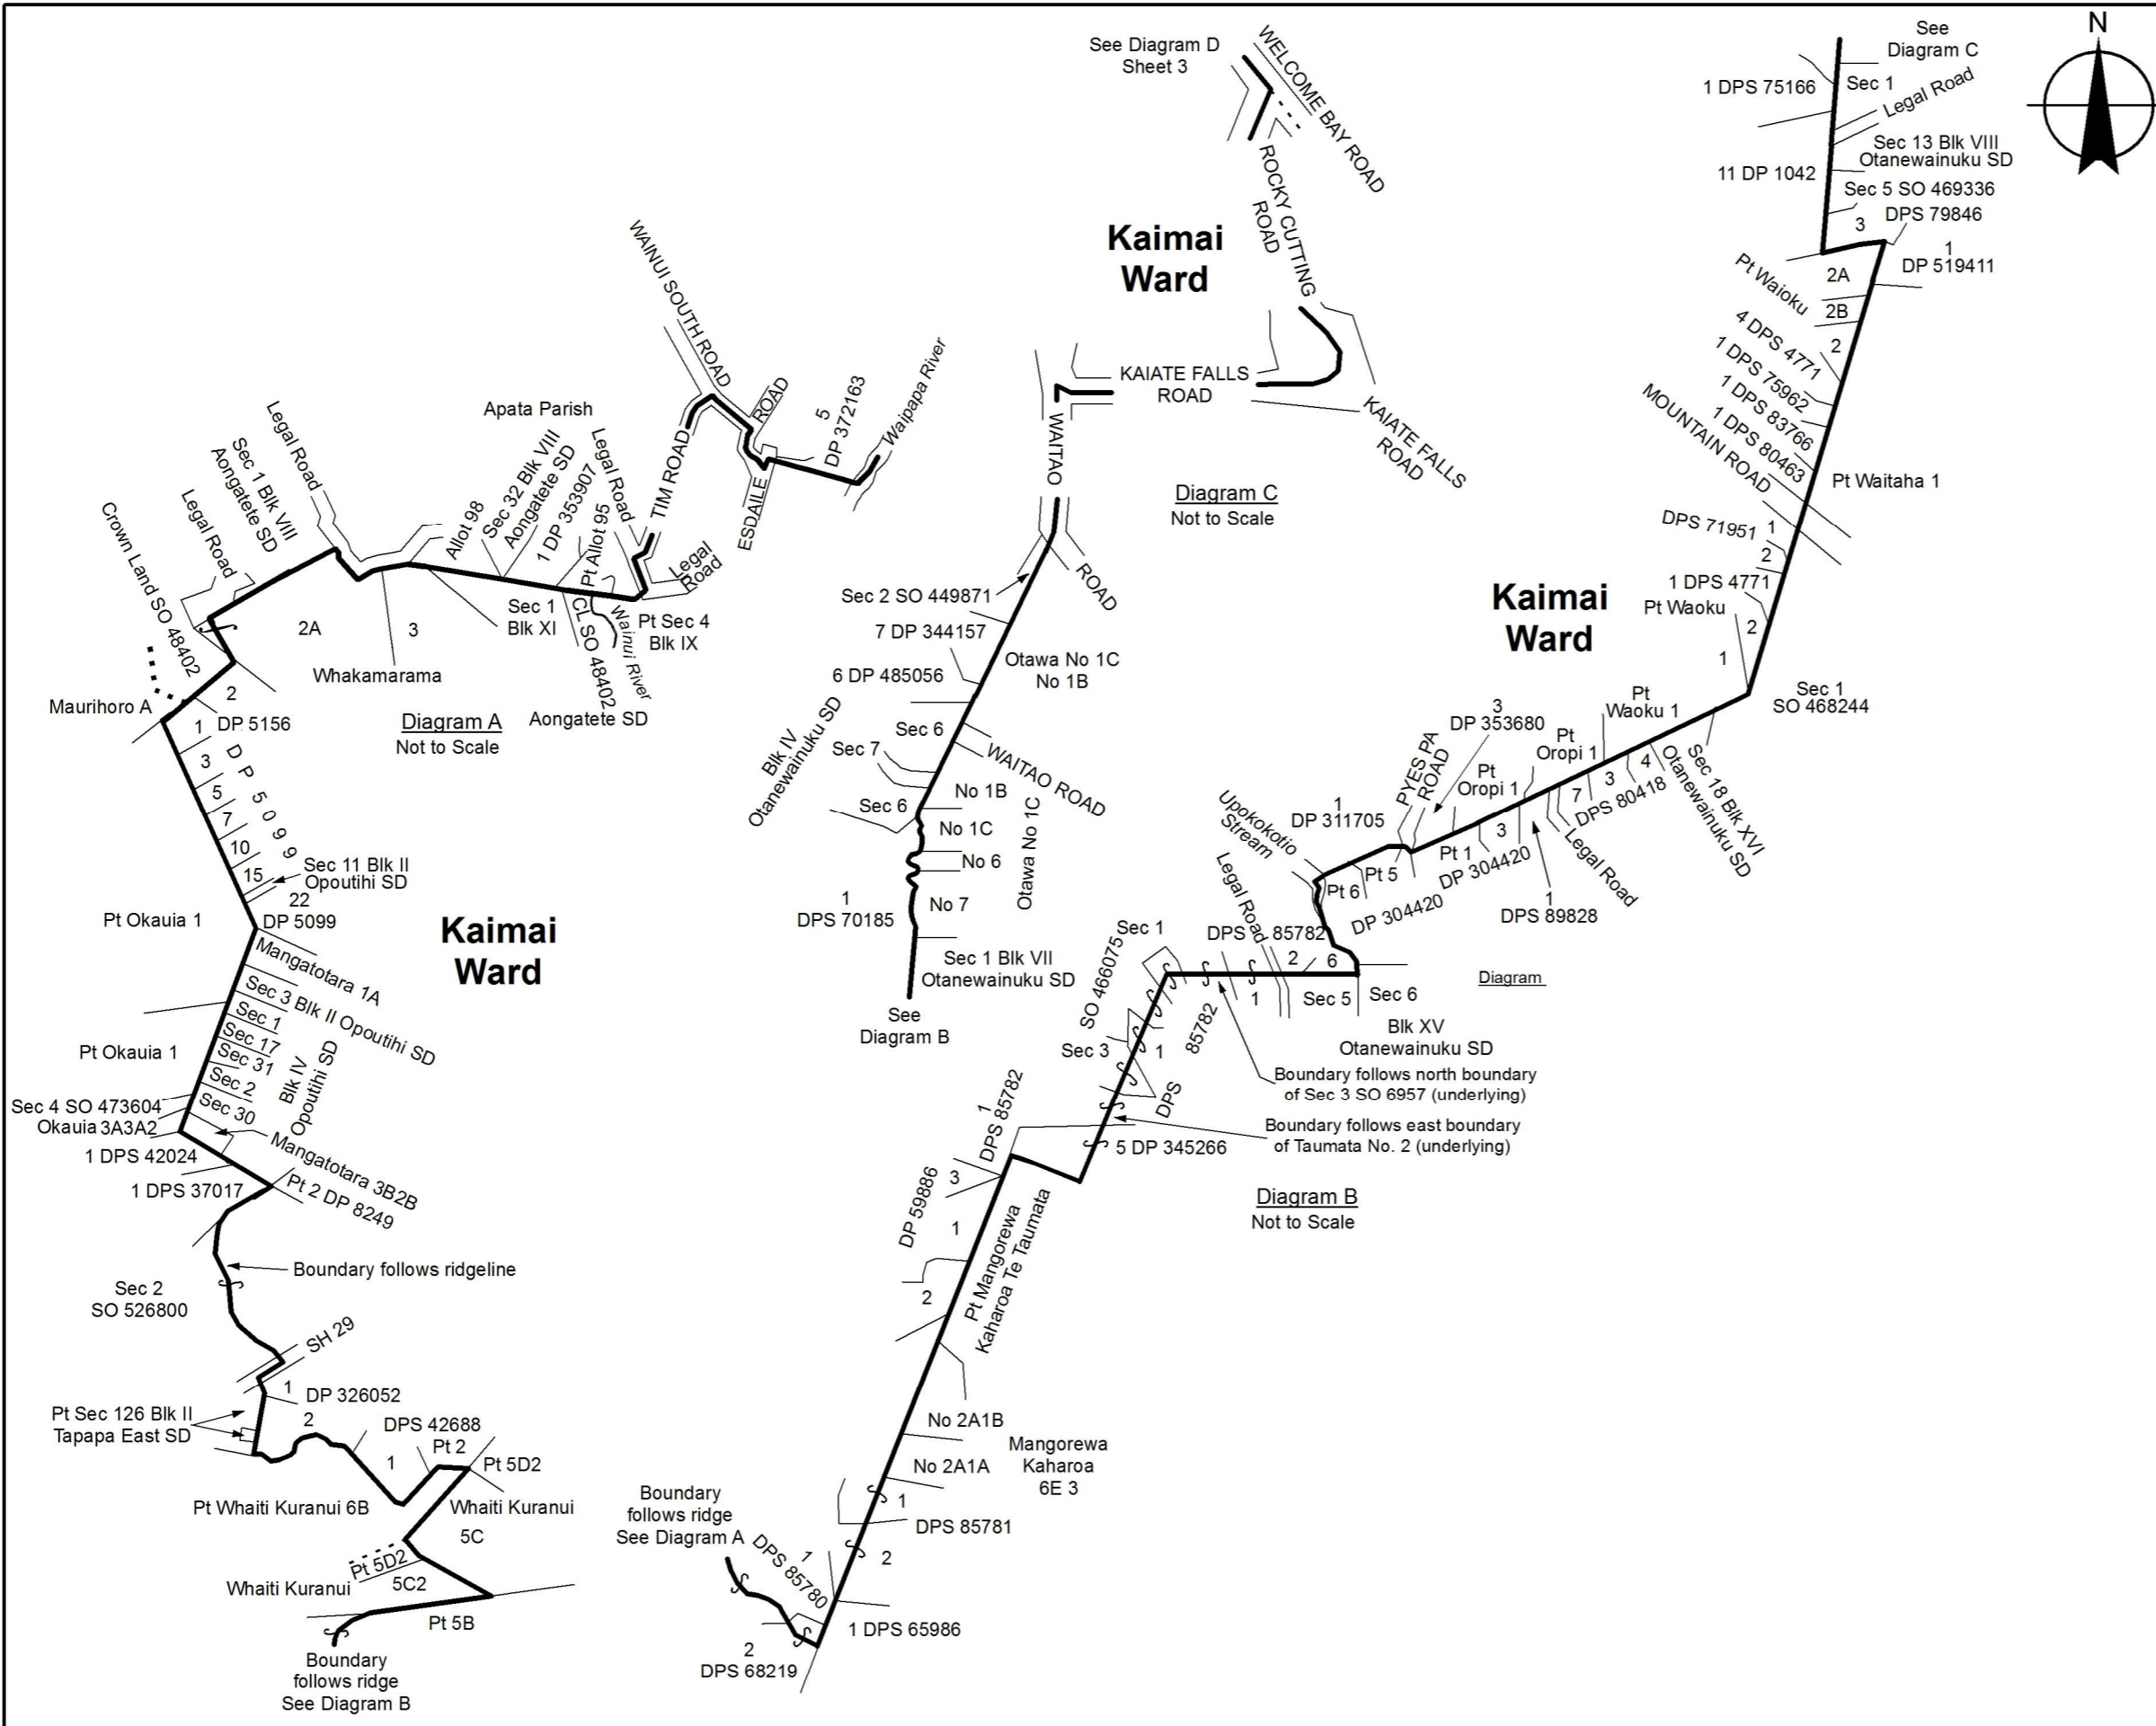 See Diagram D
Sheet 3
WELCOME BAY ROAD
ROCKY CUTTING
ROAD
See
Diagram C
N
1 DPS 75166
Sec 1
Legal Road
Sec 13 Blk VIII
Otanewainuku SD
11 DP 1042
Sec 5 SO 469336
3
DPS 79846
1
DP 519411
2A
Pt Waioku
2B
2
4 DPS 4771
1 DPS 75962
1 DPS 83766
1 DPS 80463
MOUNTAIN ROAD
Pt Waitaha 1
DPS 71951
1
2
1 DPS 4771
Pt Waoku
2
1
Kaimai
Ward
Kaimai
Ward
Sec 1
SO 468244
WAINUI SOUTH ROAD
ROAD
5
DP 372163
Waipapa River
ESDAILE
TIM ROAD
Apata Parish
Legal Road
Sec 1 Blk VIII
Aongatete SD
Legal Road
Crown Land SO 48402
Allot 98
Sec 32 Blk VIII
Aongatete SD
1 DP 353907
Legal Road
Pt Allot 95
Legal
Road
2A
3
Sec 1
Blk XI
CL SO 48402
Wainui River
Pt Sec 4
Blk IX
Whakamarama
Aongatete SD
Diagram A
Not to Scale
Maurihoro A
2
DP 5156
1
3
5
7
10
15
DP 5099
Sec 11 Blk II
Opoutihi SD
22
DP 5099
Pt Okauia 1
Kaimai
Ward
Mangatotara 1A
Sec 3 Blk II Opoutihi SD
Sec 1
Sec 17
Sec 31
Sec 2
Sec 30
Blk IV
Opoutihi SD
Pt Okauia 1
Sec 4 SO 473604
Okauia 3A3A2
Mangatotara 3B2B
1 DPS 42024
1 DPS 37017
Pt 2 DP 8249
Boundary follows ridgeline
Sec 2
SO 526800
SH 29
1
DP 326052
2
Pt Sec 126 Blk II
Tapapa East SD
DPS 42688
Pt 2
1
Pt 5D2
Pt Whaiti Kuranui 6B
Whaiti Kuranui
5C
Pt 5D2
5C2
Whaiti Kuranui
Pt 5B
Boundary
follows ridge
See Diagram B
KAIATE FALLS
ROAD
KAIATE FALLS
ROAD
WAITAO
ROAD
Diagram C
Not to Scale
Sec 2 SO 449871
7 DP 344157
6 DP 485056
Otawa No 1C
No 1B
Blk IV
Otanewainuku SD
Sec 6
Sec 7
Sec 6
WAITAO ROAD
No 1B
No 1C
No 6
No 7
Otawa No 1C
1
DPS 70185
Sec 1 Blk VII
Otanewainuku SD
See
Diagram B
Pt
Waoku 1
3
DP 353680
Pt
Oropi 1
Pt
Oropi 1
PYES PA
ROAD
Sec 18 Blk XVI
Otanewainuku SD
4
3
7
DPS 80418
Legal Road
1
DP 311705
Upokokotio
Stream
Pt 1
3
DP 304420
1
DPS 89828
Pt 5
Pt 6
DP 304420
Legal Road
DPS 85782
2
6
1
Sec 5
Sec 6
Blk XV
Otanewainuku SD
Diagram
Sec 1
SO 466075
Sec 3
1
DPS
85782
Boundary follows north boundary
of Sec 3 SO 6957 (underlying)
Boundary follows east boundary
of Taumata No. 2 (underlying)
5 DP 345266
Diagram B
Not to Scale
1
DPS 85782
3
DP 59886
1
2
Pt Mangorewa
Kaharoa Te Taumata
No 2A1B
No 2A1A
Mangorewa
Kaharoa
6E 3
1
DPS 85781
2
Boundary
follows ridge
See Diagram A
1
DPS 85780
1 DPS 65986
2
DPS 68219